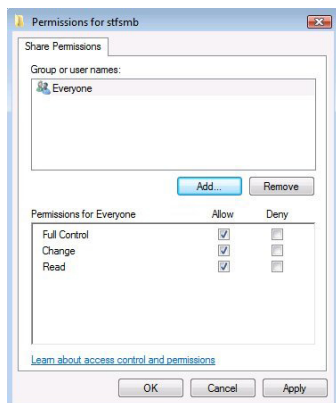 Permissions for stfsmb
Share Permissions
Group or user names:
Everyone
Add... Remove
Permissions for Everyone Allow Deny
Full Control
Change
Read
Learn about access control and permissions
OK Cancel Apply